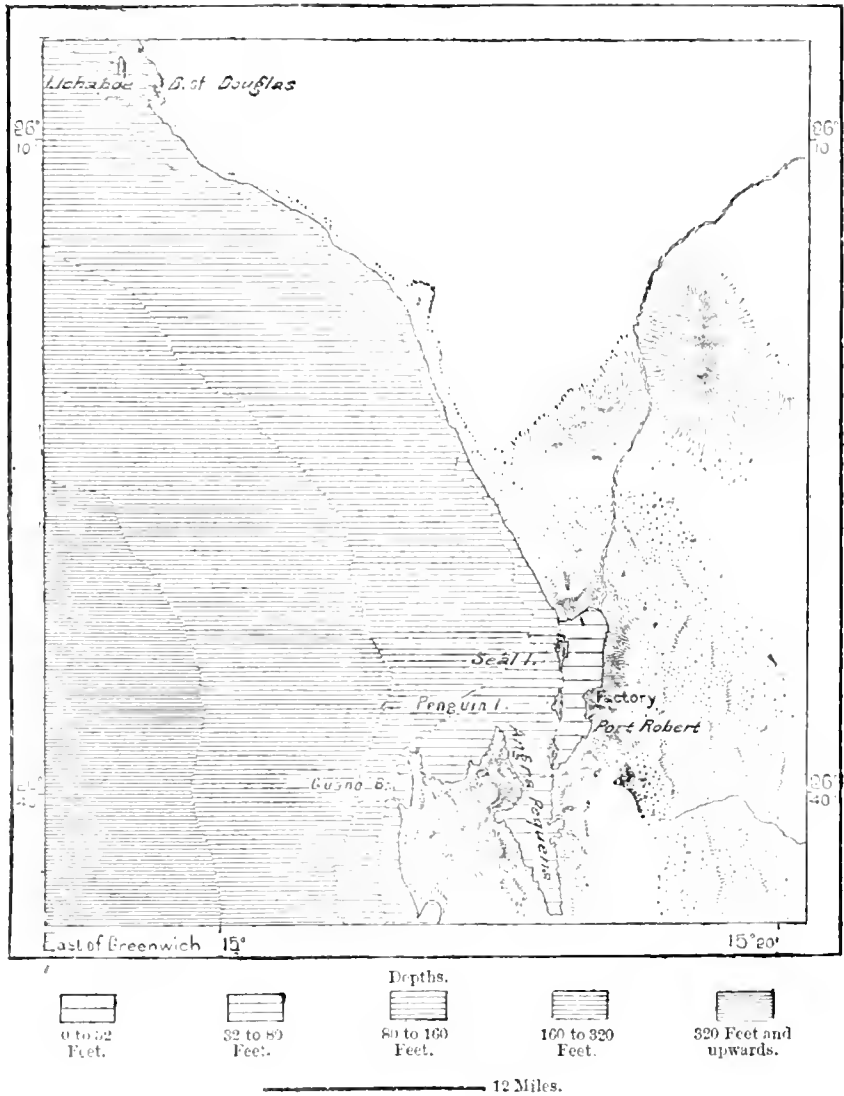 Ichaboe B. of Douglas
26°
10'
26°
10'
Seal I.
Penguin I.
Factory
Port Robert
Angra Pequena
Guano B.
40'
26°
40'
East of Greenwich 15°
15°20'
Depths.
0 to 32
Feet.
32 to 80
Feet.
80 to 160
Feet.
160 to 320
Feet.
320 Feet and
upwards.
12 Miles.